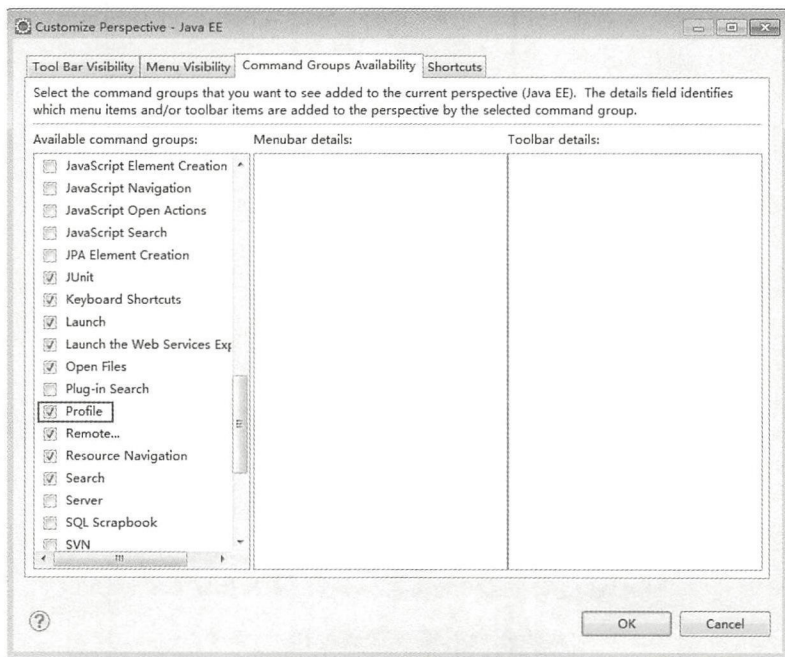 Customize Perspective - Java EE
Tool Bar Visibility Menu Visibility Command Groups Availability Shortcuts
Select the command groups that you want to see added to the current perspective (Java EE). The details field identifies
which menu items and/or toolbar items are added to the perspective by the selected command group.
Available command groups: Menubar details: Toolbar details:
JavaScript Element Creation
JavaScript Navigation
JavaScript Open Actions
JavaScript Search
JPA Element Creation
JUnit
Keyboard Shortcuts
Launch
Launch the Web Services Exp
Open Files
Plug-in Search
Profile
Remote...
Resource Navigation
Search
Server
SQL Scrapbook
SVN
? OK Cancel